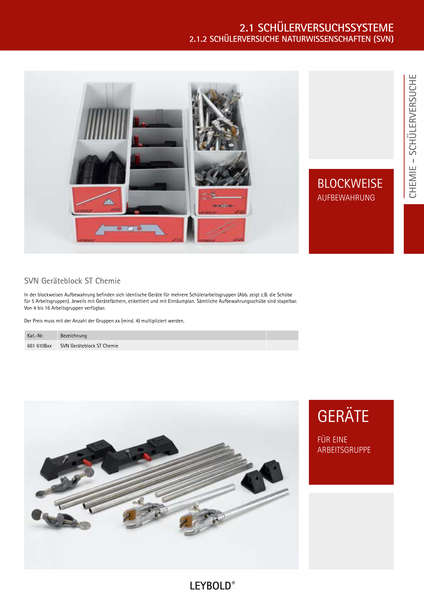 2.1 SCHÜLERVERSUCHSSYSTEME
2.1.2 SCHÜLERVERSUCHE NATURWISSENSCHAFTEN (SVN)
CHEMIE – SCHÜLERVERSUCHE
BLOCKWEISE
AUFBEWAHRUNG
SVN Geräteblock ST Chemie
In der blockweisen Aufbewahrung befinden sich identische Geräte für mehrere Schülerarbeitsgruppen (Abb. zeigt z.B. die Schübe
für 5 Arbeitsgruppen). Jeweils mit Gerätefächern, etikettiert und mit Einräumplan. Sämtliche Aufbewahrungsschübe sind stapelbar.
Von 4 bis 16 Arbeitsgruppen verfügbar.
Der Preis muss mit der Anzahl der Gruppen xx (mind. 4) multipliziert werden.
Kat.-Nr. Bezeichnung
661 610Bxx SVN Geräteblock ST Chemie
GERÄTE
FÜR EINE
ARBEITSGRUPPE
LEYBOLD®